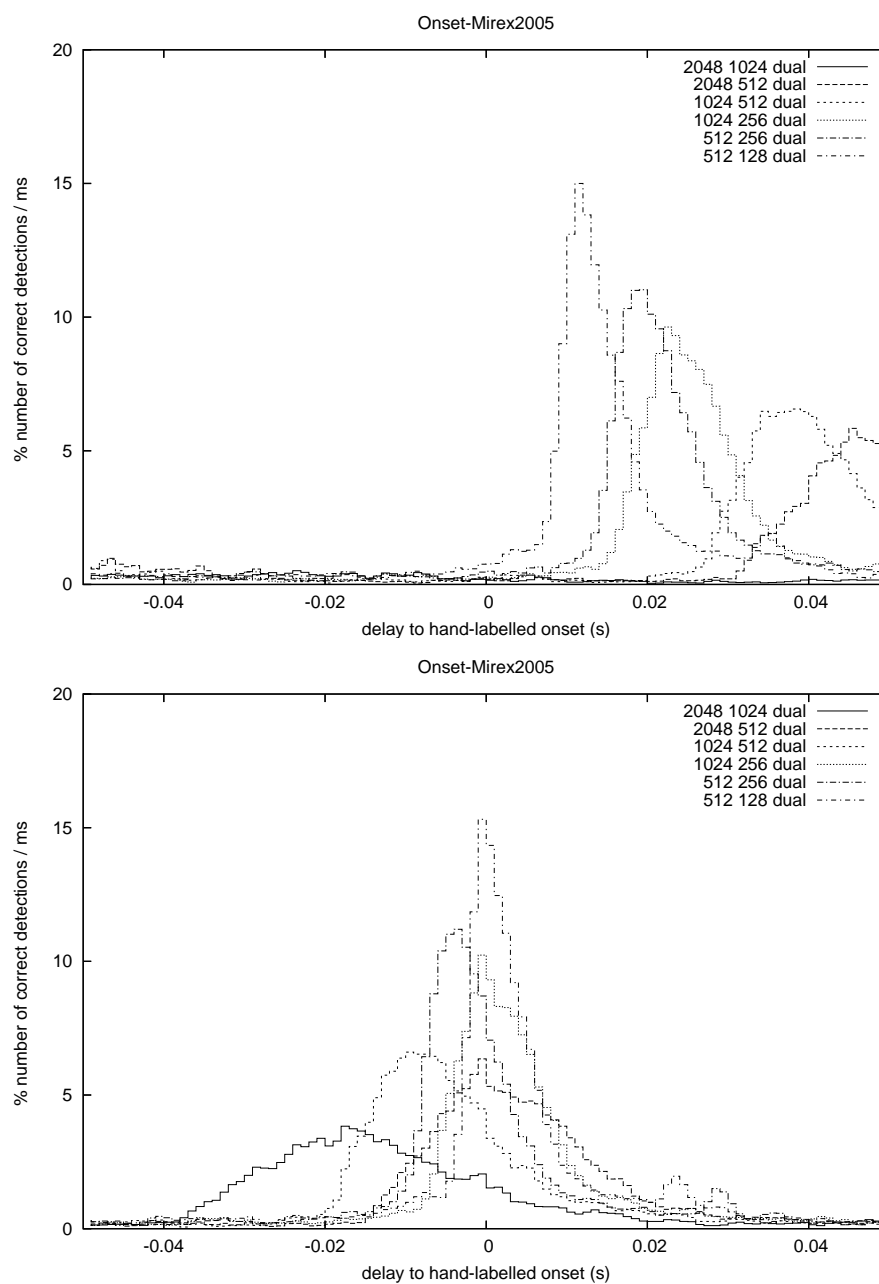 Onset-Mirex2005
20
2048 1024 dual
2048 512 dual
1024 512 dual
1024 256 dual
512 256 dual
512 128 dual
15
% number of correct detections / ms
10
5
0
-0.04 -0.02 0 0.02 0.04
delay to hand-labelled onset (s)
Onset-Mirex2005
20
2048 1024 dual
2048 512 dual
1024 512 dual
1024 256 dual
512 256 dual
512 128 dual
15
% number of correct detections / ms
10
5
0
-0.04 -0.02 0 0.02 0.04
delay to hand-labelled onset (s)